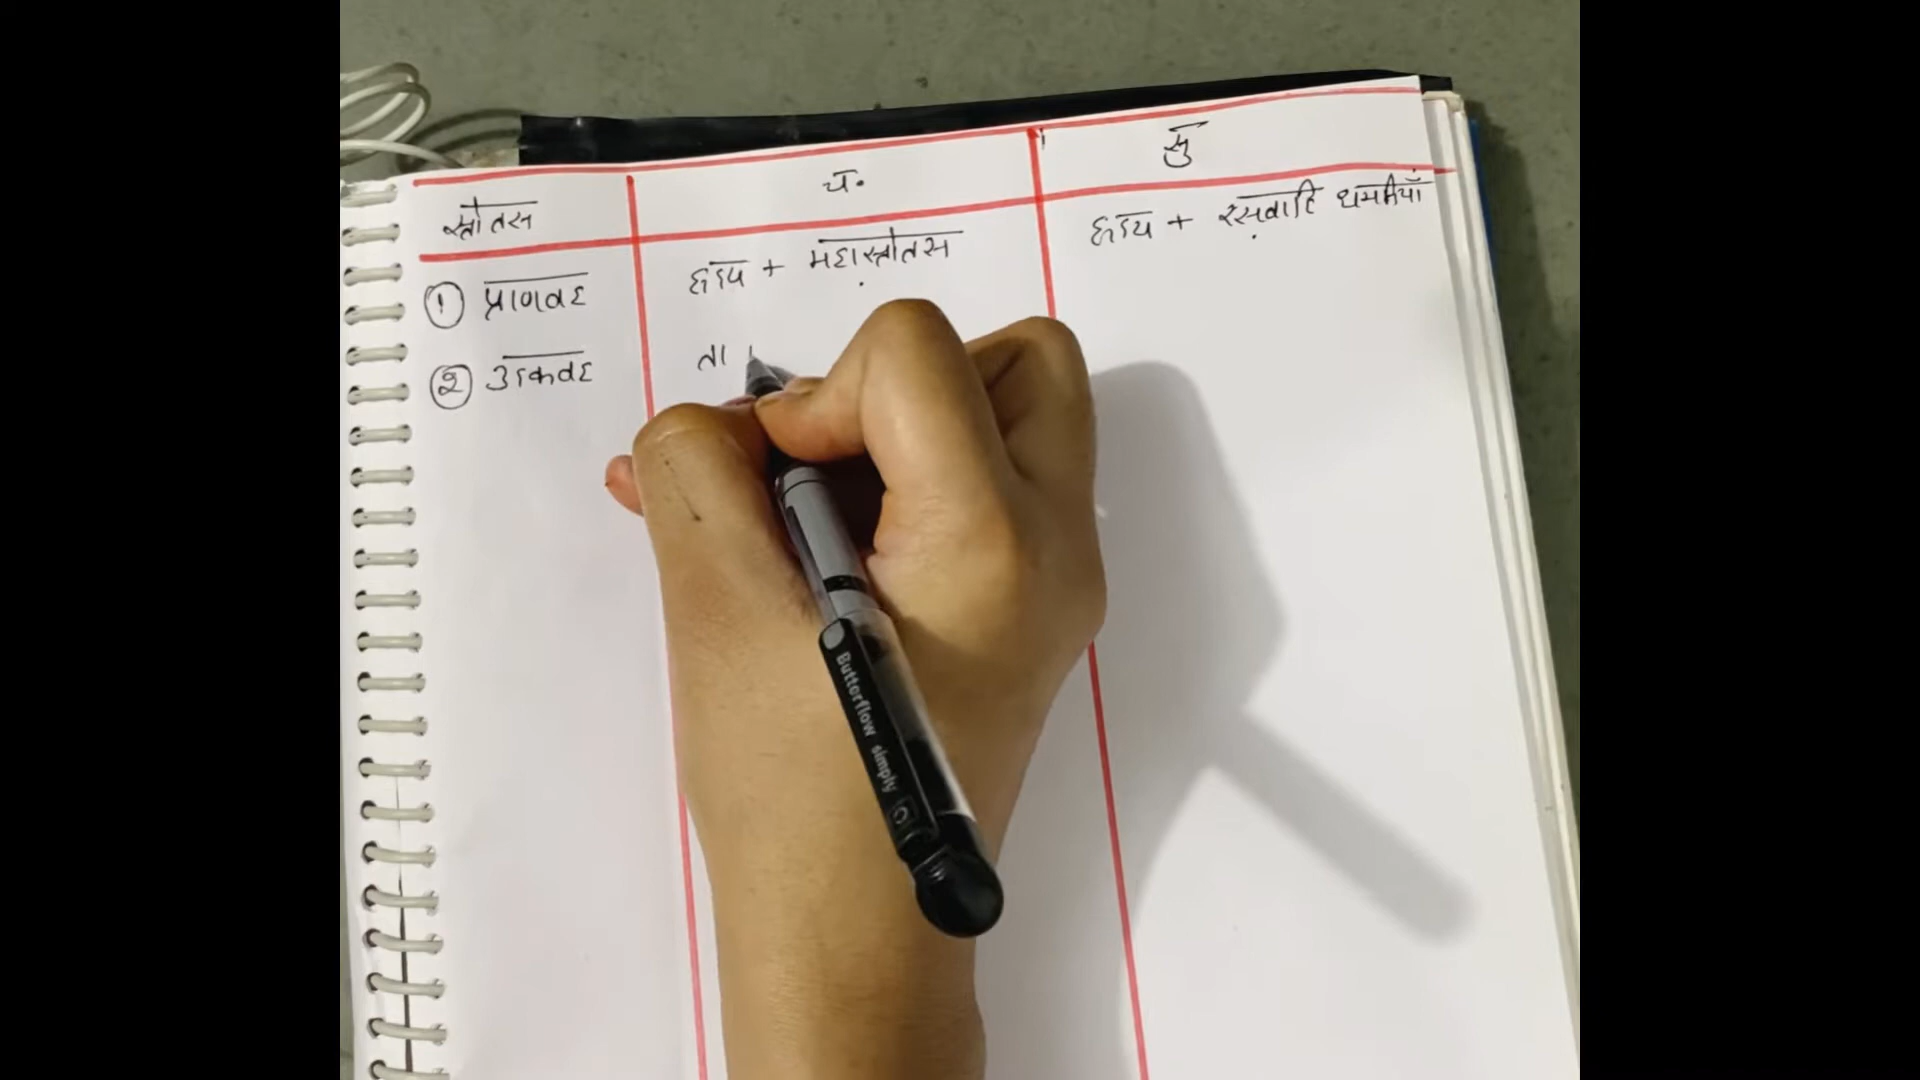 स्त्रोतस च. सु
① प्राणवह हृदय + महास्त्रोतस हृदय + रसवाहि धमनीयाँ
② उदकवह ता
Butterflow simply